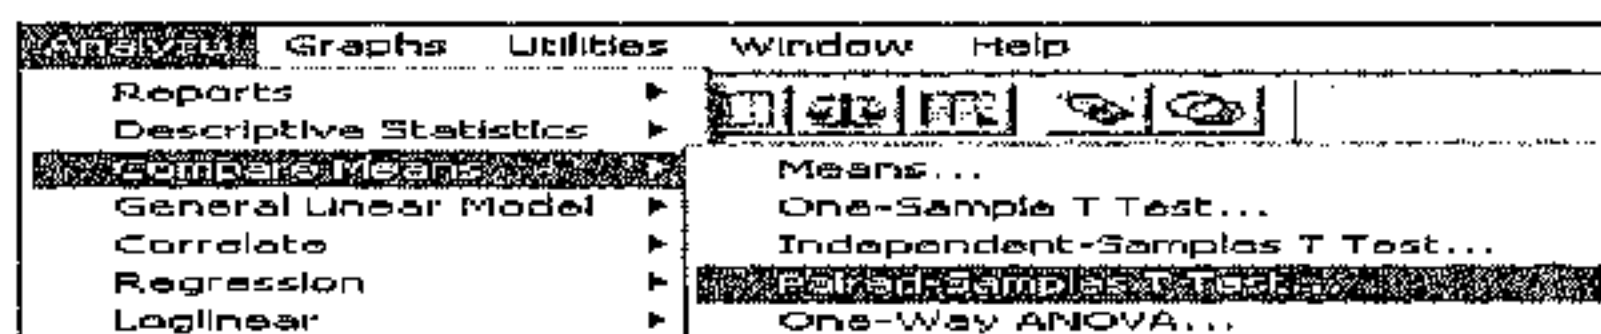 Analyze Graphs Utilities Window Help
Reports
Descriptive Statistics
Compare Means
General Linear Model
Correlate
Regression
Loglinear
Means...
One-Sample T Test...
Independent-Samples T Test...
Paired-Samples T Test...
One-Way ANOVA...